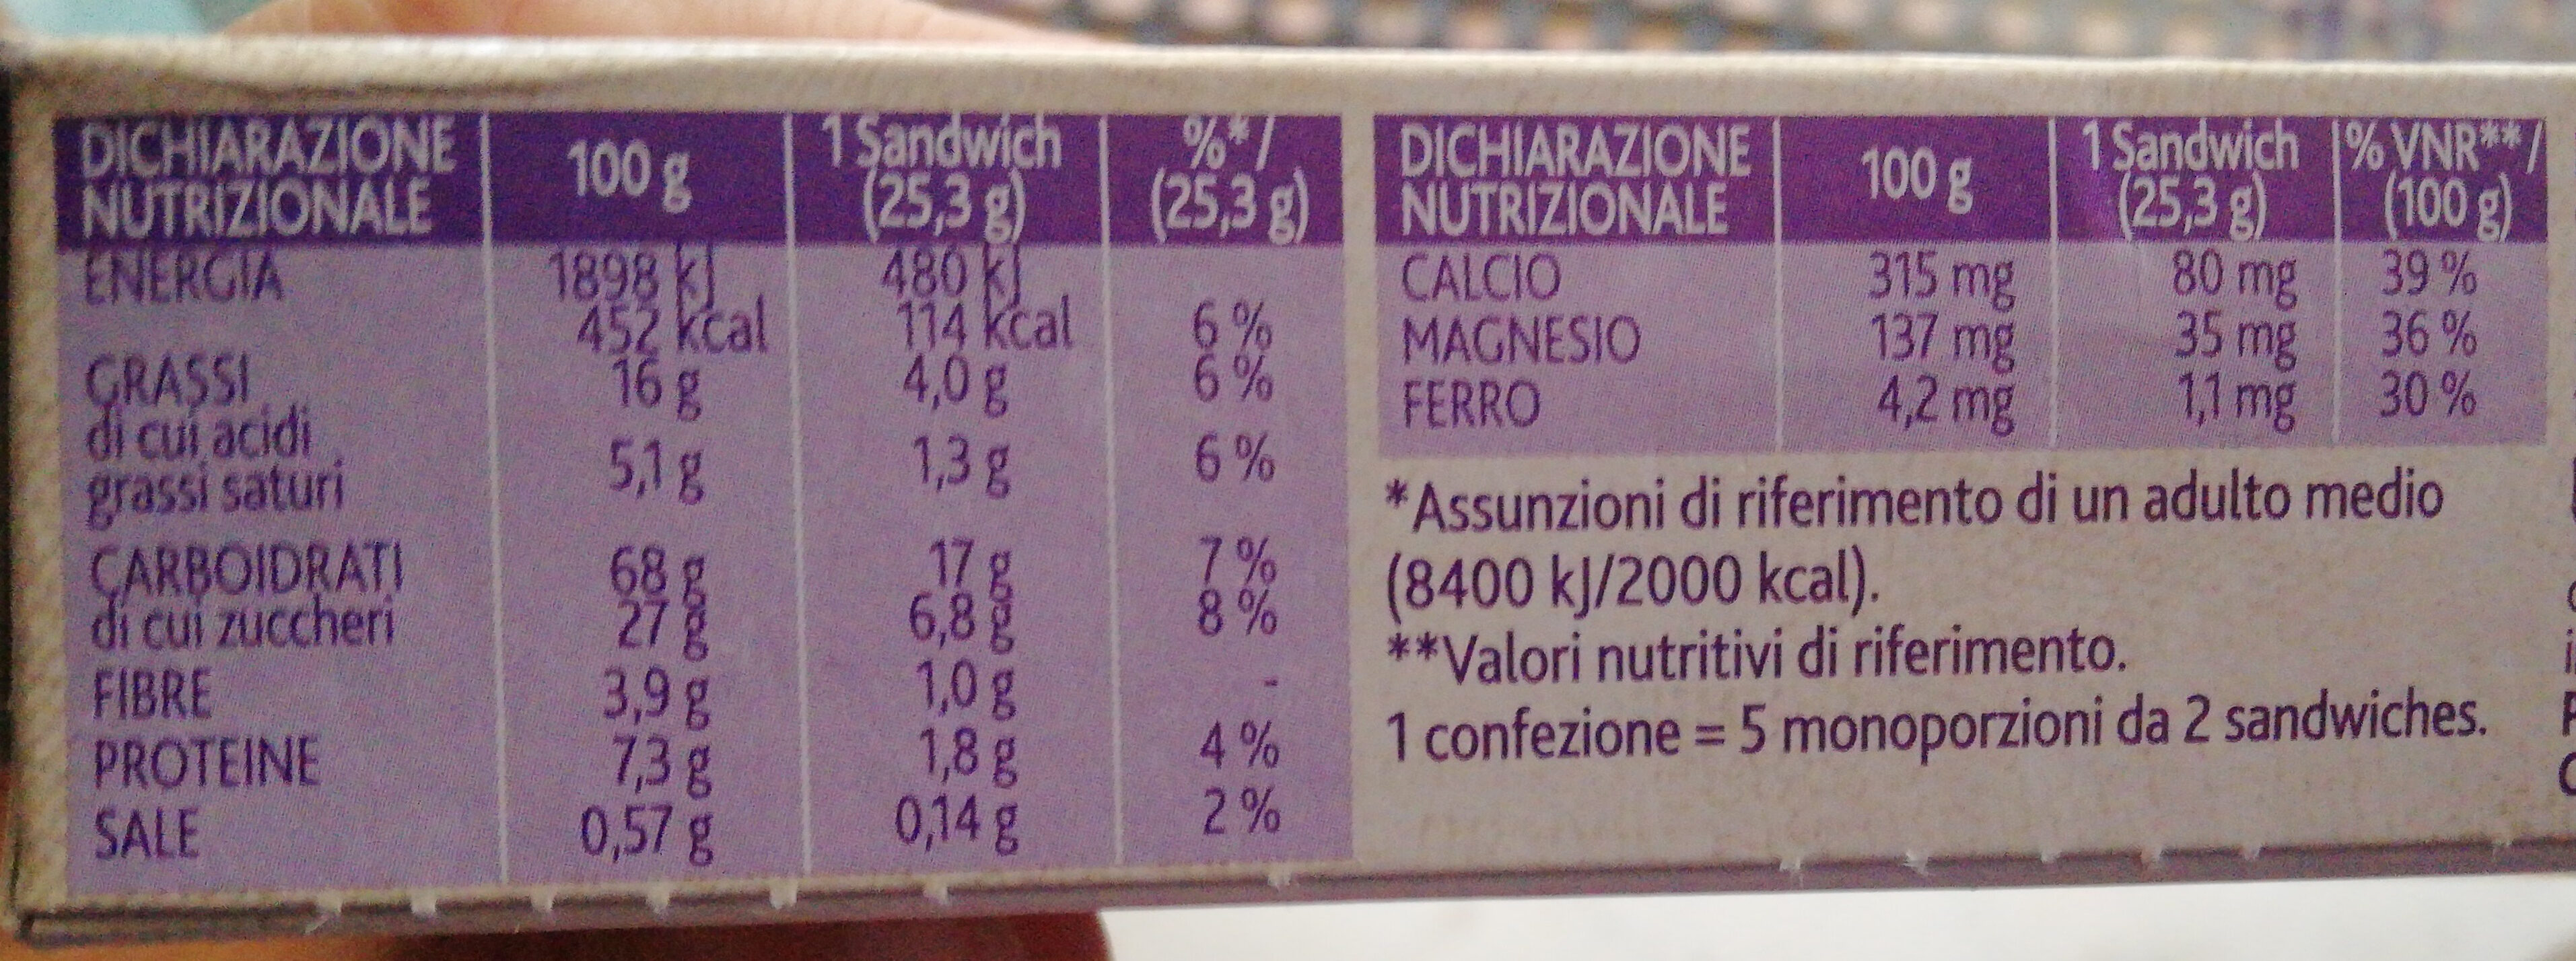 DICHIARAZIONE NUTRIZIONALE 100 g 1 Sandwich (25,3 g) %*/ (25,3 g)
ENERGIA 1898 kJ 480 kJ
452 kcal 114 kcal 6 %
GRASSI 16 g 4,0 g 6 %
di cui acidi
grassi saturi 5,1 g 1,3 g 6 %
CARBOIDRATI 68 g 17 g 7 %
di cui zuccheri 27 g 6,8 g 8 %
FIBRE 3,9 g 1,0 g -
PROTEINE 7,3 g 1,8 g 4 %
SALE 0,57 g 0,14 g 2 %
DICHIARAZIONE NUTRIZIONALE 100 g 1 Sandwich (25,3 g) % VNR**/ (100 g)
CALCIO 315 mg 80 mg 39 %
MAGNESIO 137 mg 35 mg 36 %
FERRO 4,2 mg 1,1 mg 30 %
*Assunzioni di riferimento di un adulto medio
(8400 kJ/2000 kcal).
**Valori nutritivi di riferimento.
1 confezione = 5 monoporzioni da 2 sandwiches.